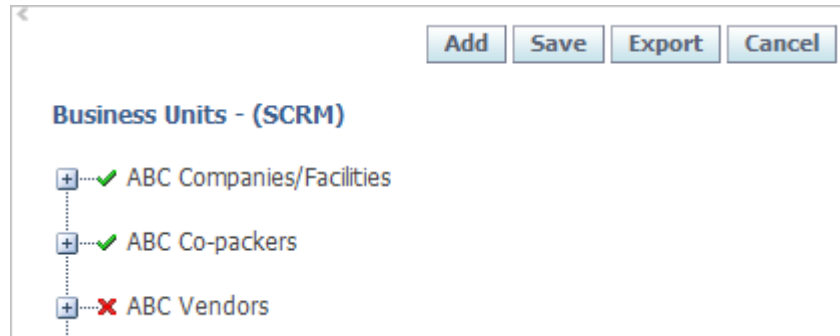 Add Save Export Cancel
Business Units - (SCRM)
ABC Companies/Facilities
ABC Co-packers
ABC Vendors